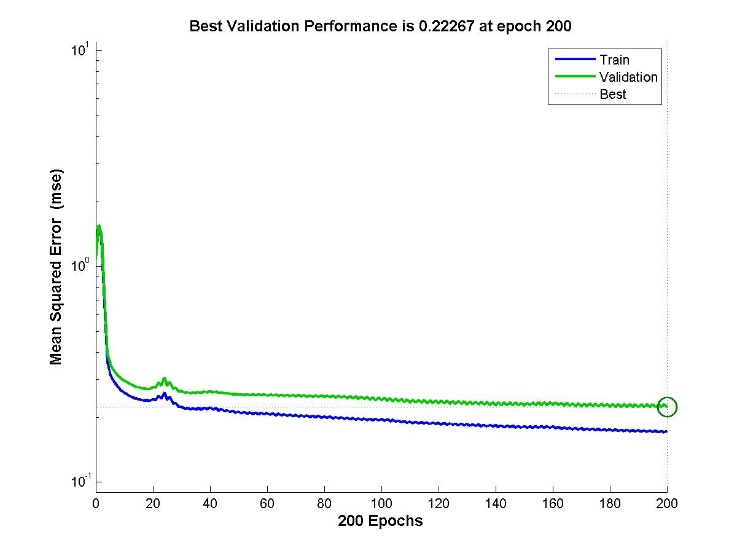 Best Validation Performance is 0.22267 at epoch 200
10^1
10^0
10^-1
Mean Squared Error (mse)
Train
Validation
Best
0 20 40 60 80 100 120 140 160 180 200
200 Epochs